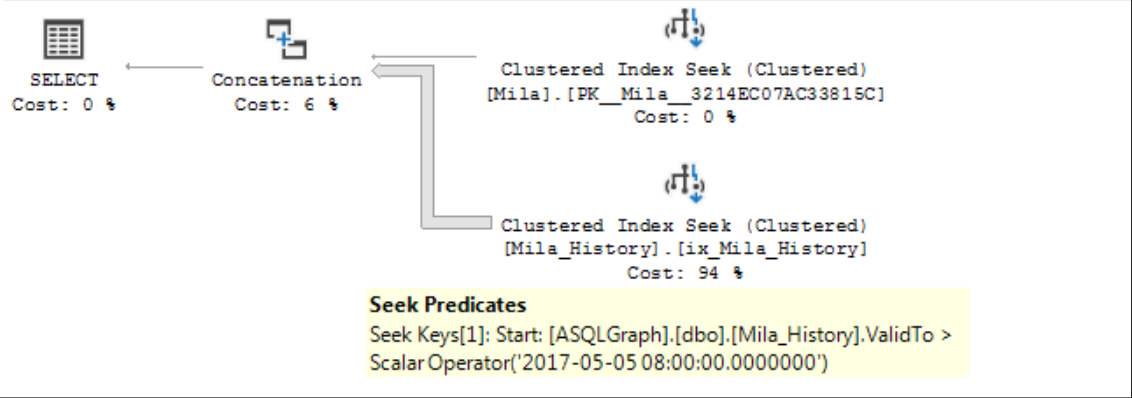 SELECT
Cost: 0 %
Concatenation
Cost: 6 %
Clustered Index Seek (Clustered)
[Mila].[PK__Mila__3214EC07AC33815C]
Cost: 0 %
Clustered Index Seek (Clustered)
[Mila_History].[ix_Mila_History]
Cost: 94 %
Seek Predicates
Seek Keys[1]: Start: [ASQLGraph].[dbo].[Mila_History].ValidTo >
Scalar Operator('2017-05-05 08:00:00.0000000')